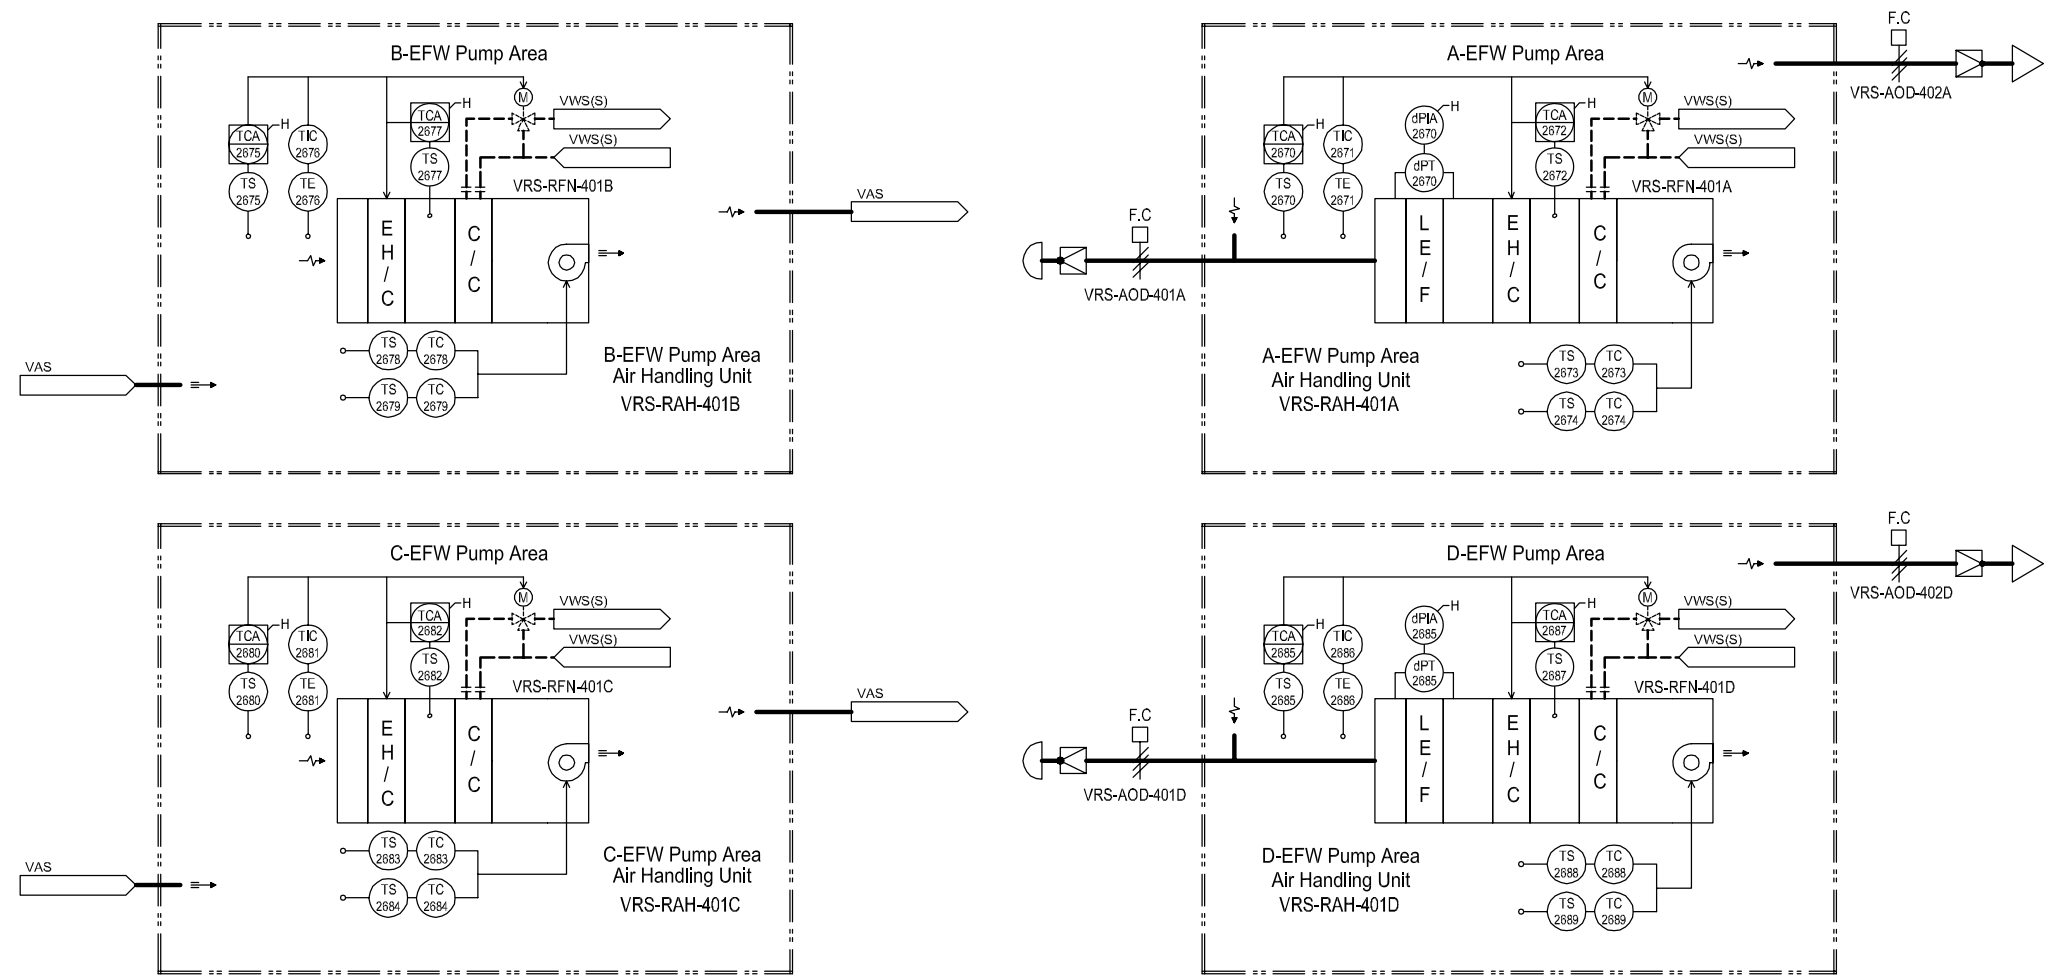 B-EFW Pump Area
M
H
VWS(S)
TCA
2677
H
TCA
2675
TIC
2676
VWS(S)
TS
2677
TS
2675
TE
2676
VRS-RFN-401B
VAS
EH/C
C/C
TS
2678
TC
2678
TS
2679
TC
2679
B-EFW Pump Area
Air Handling Unit
VRS-RAH-401B
VAS
F.C
A-EFW Pump Area
VRS-AOD-402A
M
H
dPIA
2670
H
TCA
2672
VWS(S)
H
TCA
2670
TIC
2671
VWS(S)
dPT
2670
TS
2672
TS
2670
TE
2671
VRS-RFN-401A
F.C
VRS-AOD-401A
LE/F
EH/C
C/C
A-EFW Pump Area
Air Handling Unit
VRS-RAH-401A
TS
2673
TC
2673
TS
2674
TC
2674
C-EFW Pump Area
M
H
VWS(S)
TCA
2682
H
TCA
2680
TIC
2681
VWS(S)
TS
2682
TS
2680
TE
2681
VRS-RFN-401C
VAS
EH/C
C/C
TS
2683
TC
2683
TS
2684
TC
2684
C-EFW Pump Area
Air Handling Unit
VRS-RAH-401C
VAS
F.C
D-EFW Pump Area
VRS-AOD-402D
M
H
dPIA
2685
H
TCA
2687
VWS(S)
H
TCA
2685
TIC
2686
VWS(S)
dPT
2685
TS
2687
TS
2685
TE
2686
VRS-RFN-401D
F.C
VRS-AOD-401D
LE/F
EH/C
C/C
D-EFW Pump Area
Air Handling Unit
VRS-RAH-401D
TS
2688
TC
2688
TS
2689
TC
2689